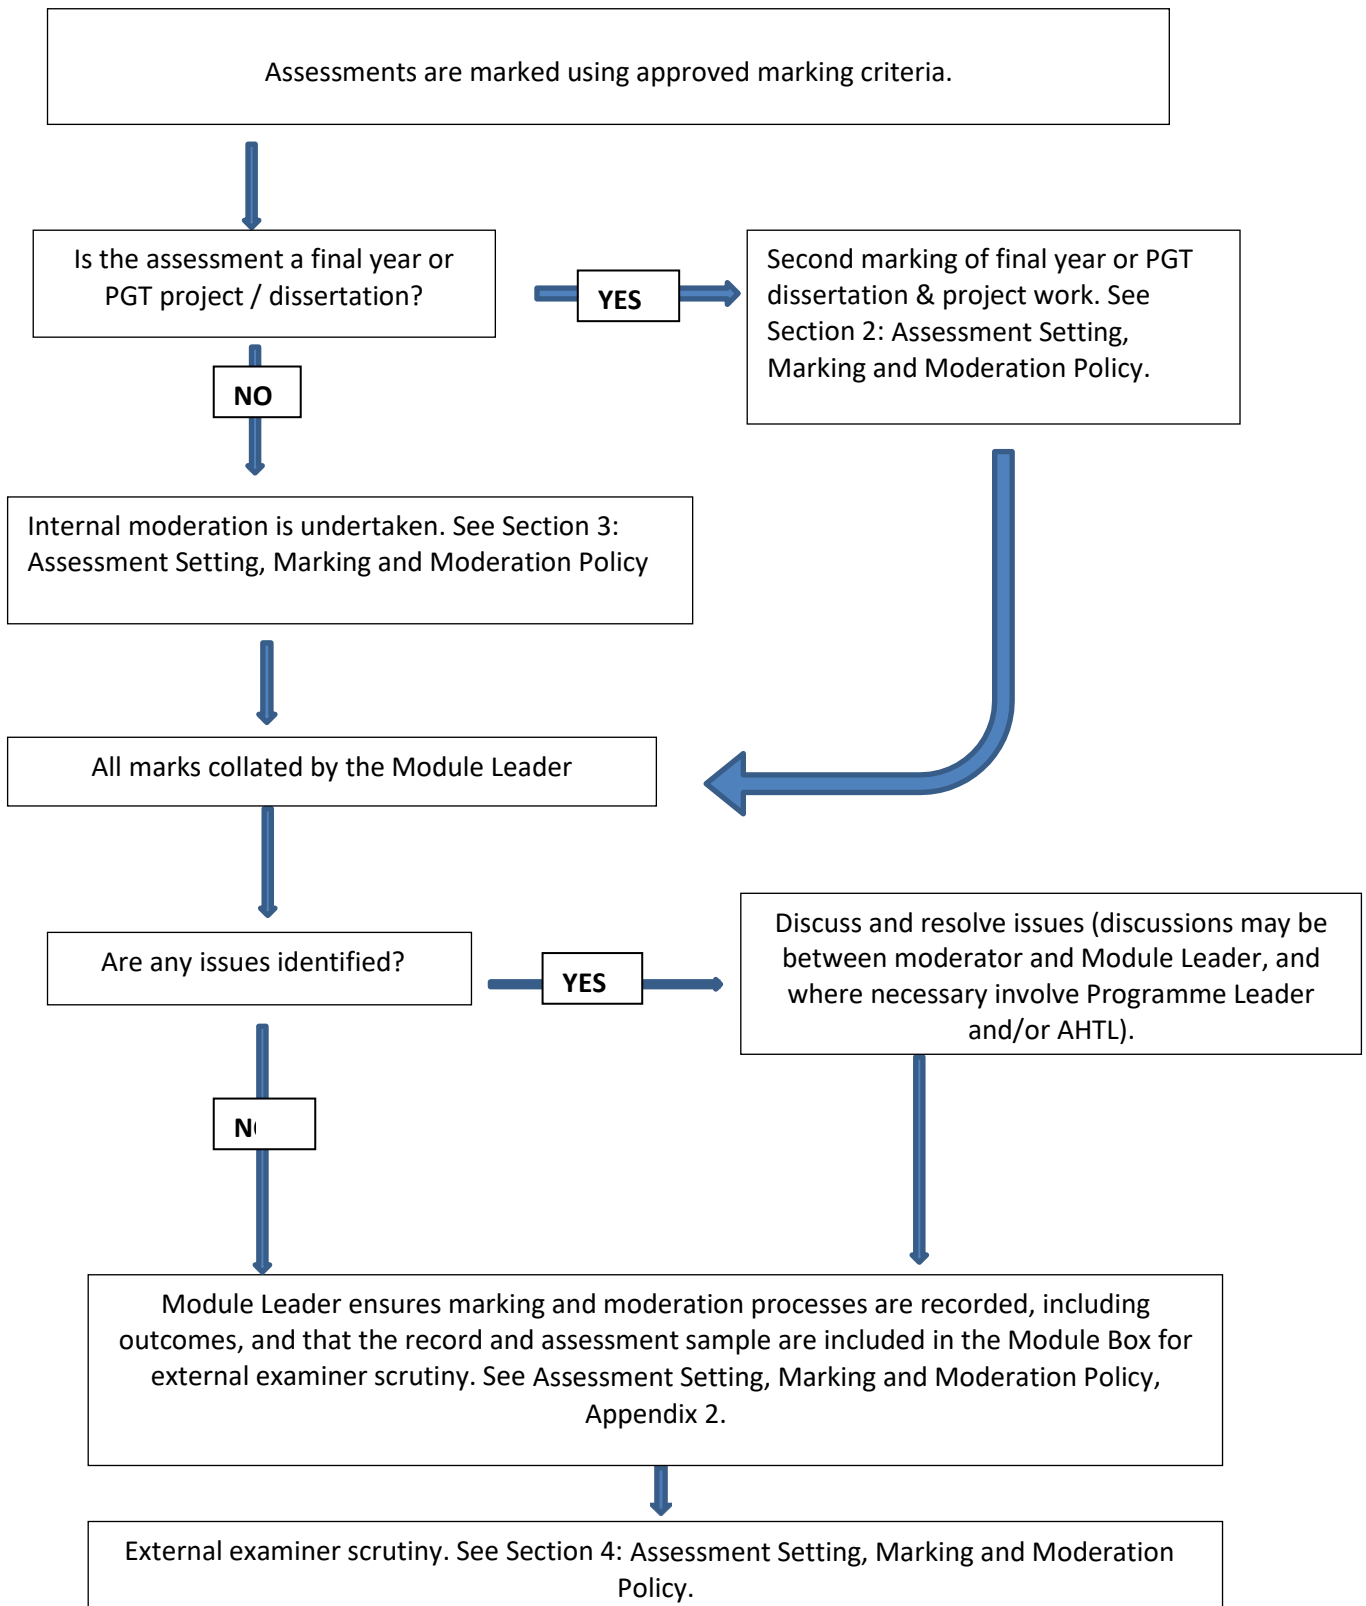 Assessments are marked using approved marking criteria.
Is the assessment a final year or
PGT project / dissertation?
YES
Second marking of final year or PGT
dissertation & project work. See
Section 2: Assessment Setting,
Marking and Moderation Policy.
NO
Internal moderation is undertaken. See Section 3:
Assessment Setting, Marking and Moderation Policy
All marks collated by the Module Leader
Are any issues identified?
YES
Discuss and resolve issues (discussions may be
between moderator and Module Leader, and
where necessary involve Programme Leader
and/or AHTL).
N
Module Leader ensures marking and moderation processes are recorded, including
outcomes, and that the record and assessment sample are included in the Module Box for
external examiner scrutiny. See Assessment Setting, Marking and Moderation Policy,
Appendix 2.
External examiner scrutiny. See Section 4: Assessment Setting, Marking and Moderation
Policy.